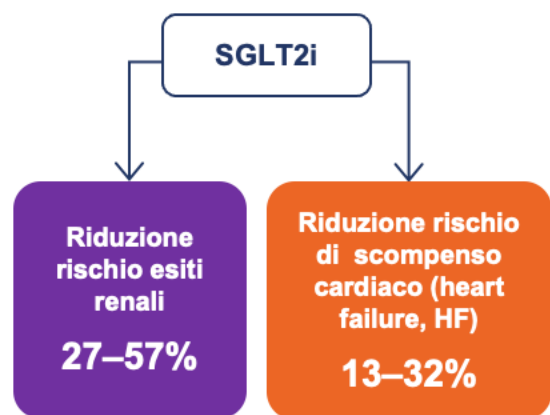 SGLT2i
Riduzione
rischio esiti
renali
27–57%
Riduzione rischio
di scompenso
cardiaco (heart
failure, HF)
13–32%